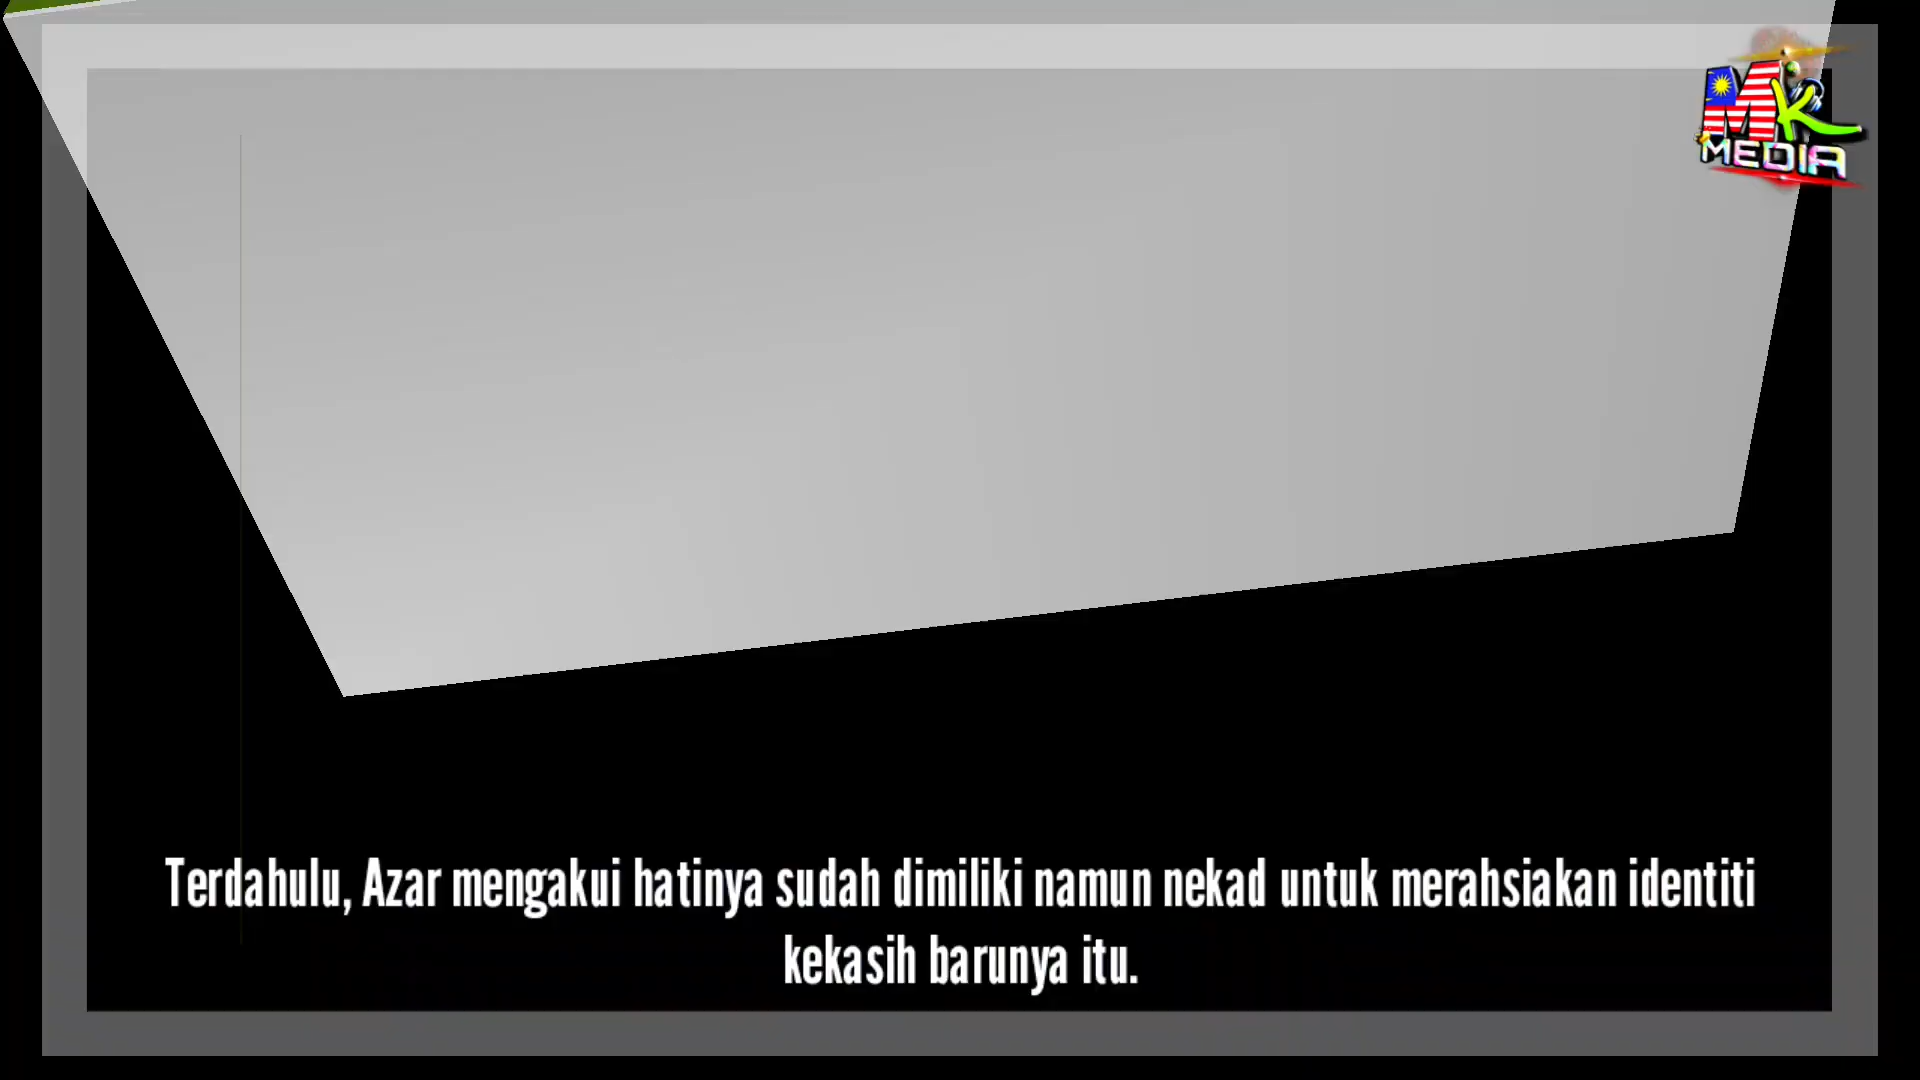 MK
MEDIA
Terdahulu, Azar mengakui hatinya sudah dimiliki namun nekad untuk merahsiakan identiti
kekasih barunya itu.